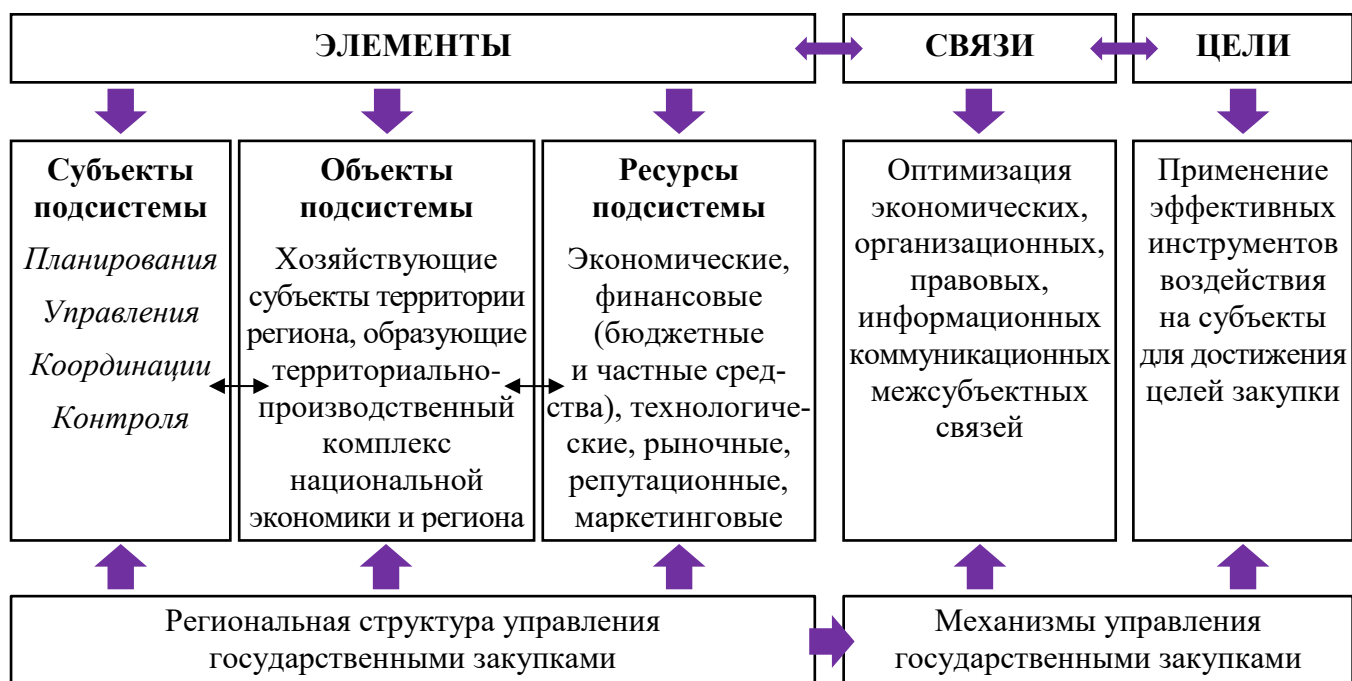 ЭЛЕМЕНТЫ
СВЯЗИ
ЦЕЛИ
Субъекты
подсистемы
Планирования
Управления
Координации
Контроля
Объекты
подсистемы
Хозяйствующие
субъекты территории
региона, образующие
территориально-
производственный
комплекс
национальной
экономики и региона
Ресурсы
подсистемы
Экономические,
финансовые
(бюджетные
и частные сред-
ства), технологиче-
ские, рыночные,
репутационные,
маркетинговые
Оптимизация
экономических,
организационных,
правовых,
информационных
коммуникационных
межсубъектных
связей
Применение
эффективных
инструментов
воздействия
на субъекты
для достижения
целей закупки
Региональная структура управления
государственными закупками
Механизмы управления
государственными закупками